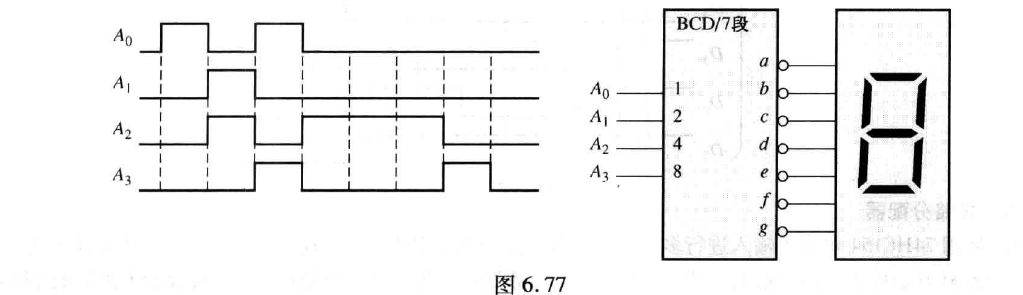 A0
A1
A2
A3
BCD/7段
A0 1
A1 2
A2 4
A3 8
a
b
c
d
e
f
g
图 6.77